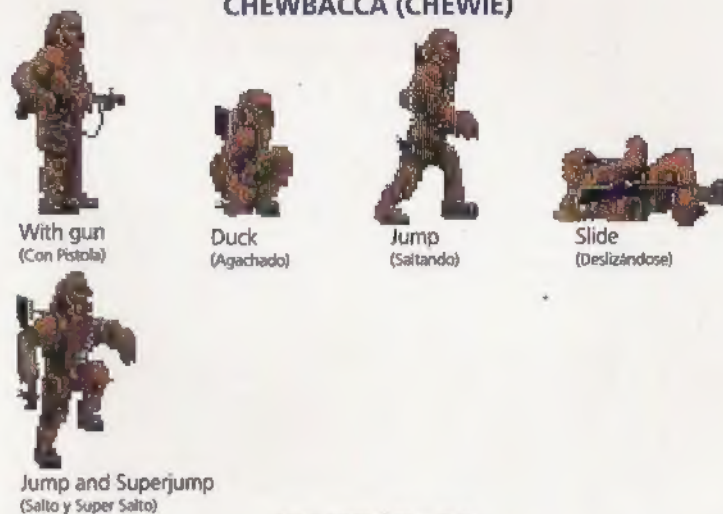 CHEWBACCA (CHEWIE)
With gun
(Con Pistola)
Duck
(Agachado)
Jump
(Saltando)
Slide
(Deslizándose)
Jump and Superjump
(Salto y Super Salto)